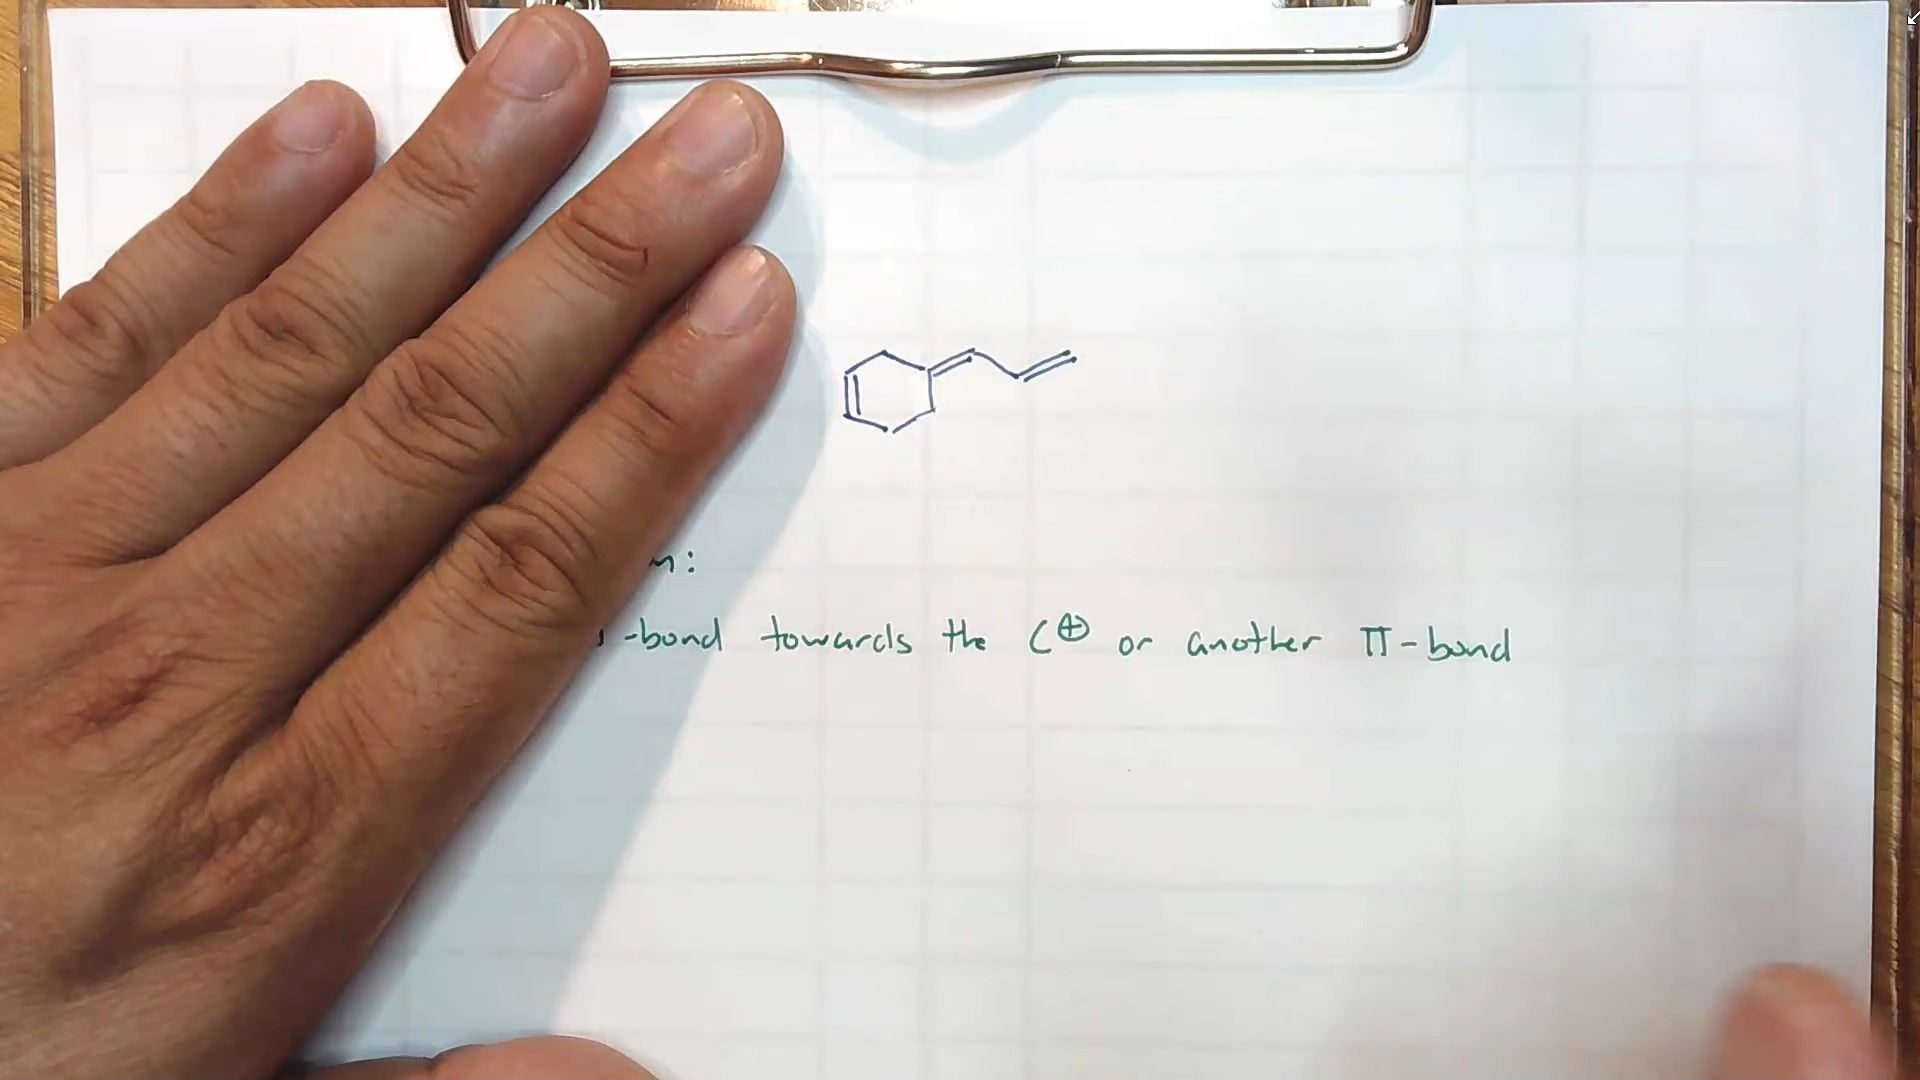 :
-bond towards the C⊕ or another π-bond